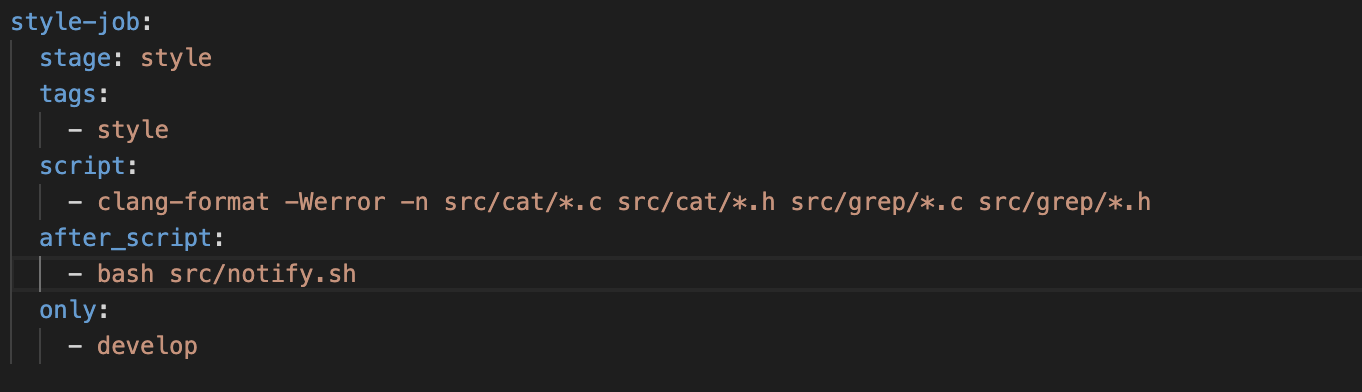 style-job:
  stage: style
  tags:
    - style
  script:
    - clang-format -Werror -n src/cat/*.c src/cat/*.h src/grep/*.c src/grep/*.h
  after_script:
    - bash src/notify.sh
  only:
    - develop